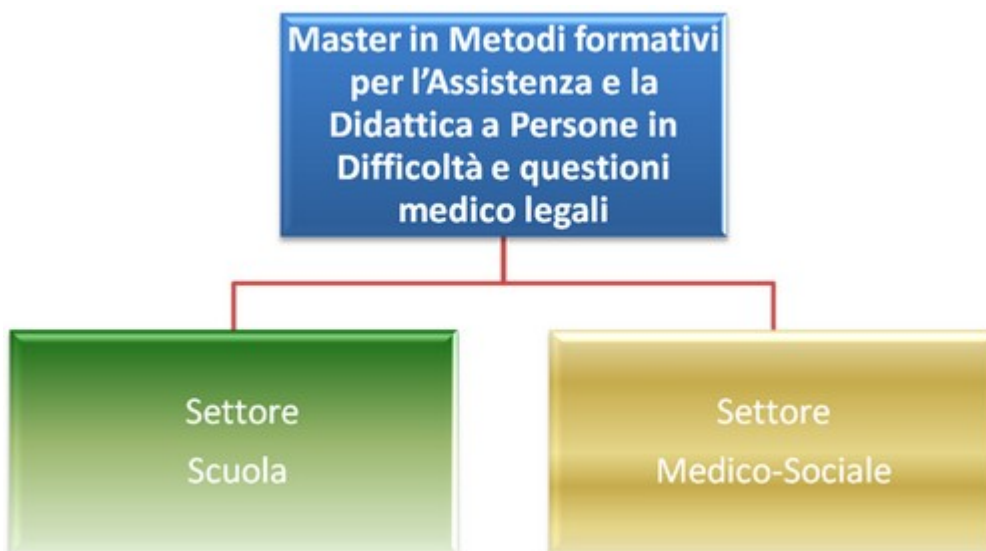 Master in Metodi formativi
per l'Assistenza e la
Didattica a Persone in
Difficoltà e questioni
medico legali
Settore
Scuola
Settore
Medico-Sociale